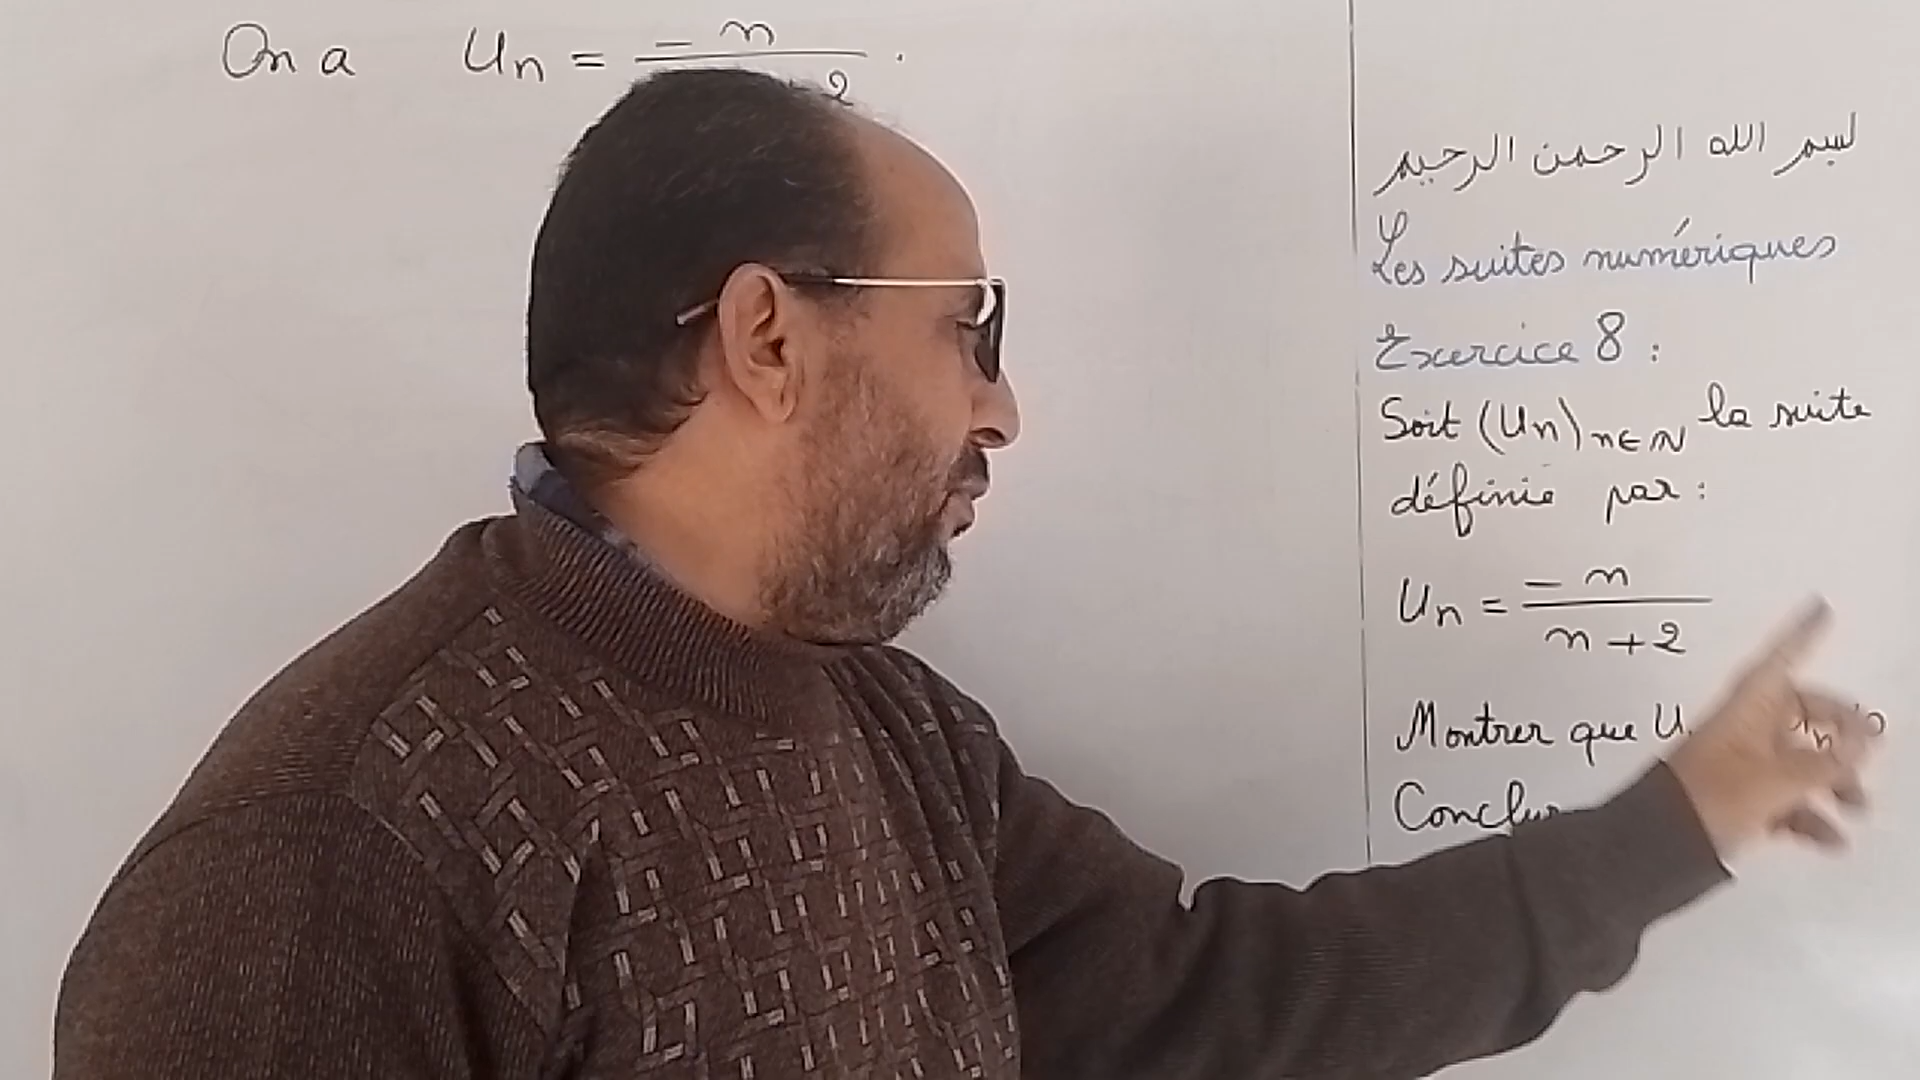 On a Un = - n / 2 .
بسم الله الرحمن الرحيم
Les suites numériques
Exercice 8 :
Soit (Un) n∈N la suite
définie par :
Un = - n / n + 2
Montrer que U